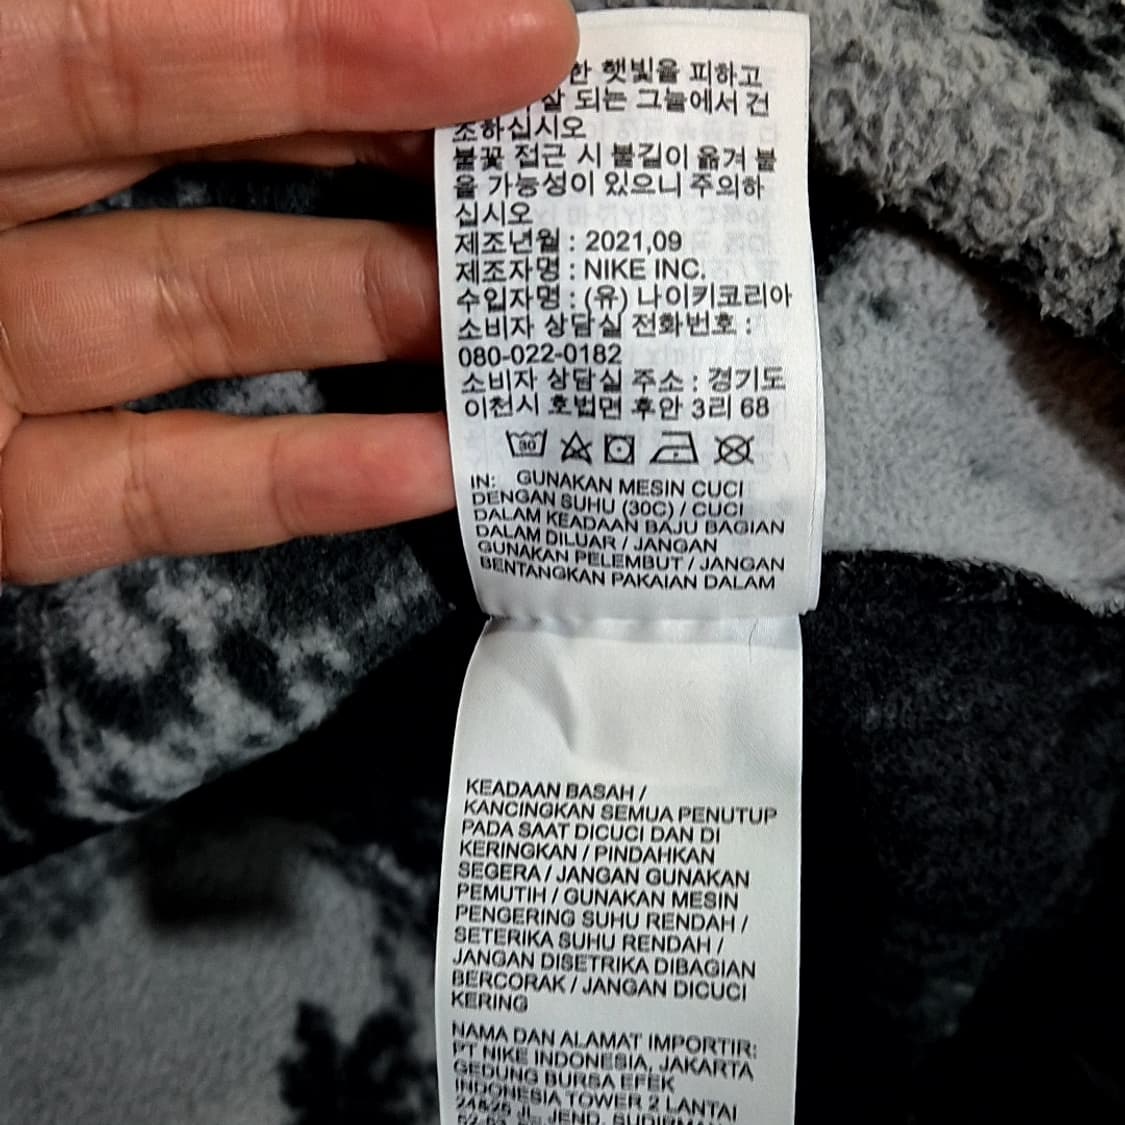 한 햇빛을 피하고
잘 되는 그늘에서 건
조하십시오
불꽃 접근 시 불길이 옮겨 붙
을 가능성이 있으니 주의하
십시오
제조년월 : 2021,09
제조자명 : NIKE INC.
수입자명 : (유) 나이키코리아
소비자 상담실 전화번호 :
080-022-0182
소비자 상담실 주소 : 경기도
이천시 호법면 후안 3리 68
30
IN: GUNAKAN MESIN CUCI
DENGAN SUHU (30C) / CUCI
DALAM KEADAAN BAJU BAGIAN
DALAM DILUAR / JANGAN
GUNAKAN PELEMBUT / JANGAN
BENTANGKAN PAKAIAN DALAM
KEADAAN BASAH /
KANCINGKAN SEMUA PENUTUP
PADA SAAT DICUCI DAN DI
KERINGKAN / PINDAHKAN
SEGERA / JANGAN GUNAKAN
PEMUTIH / GUNAKAN MESIN
PENGERING SUHU RENDAH /
SETERIKA SUHU RENDAH /
JANGAN DISETRIKA DIBAGIAN
BERCORAK / JANGAN DICUCI
KERING
NAMA DAN ALAMAT IMPORTIR:
PT NIKE INDONESIA, JAKARTA
GEDUNG BURSA EFEK
INDONESIA TOWER 2 LANTAI
JL. JEND. SUDIRMAN